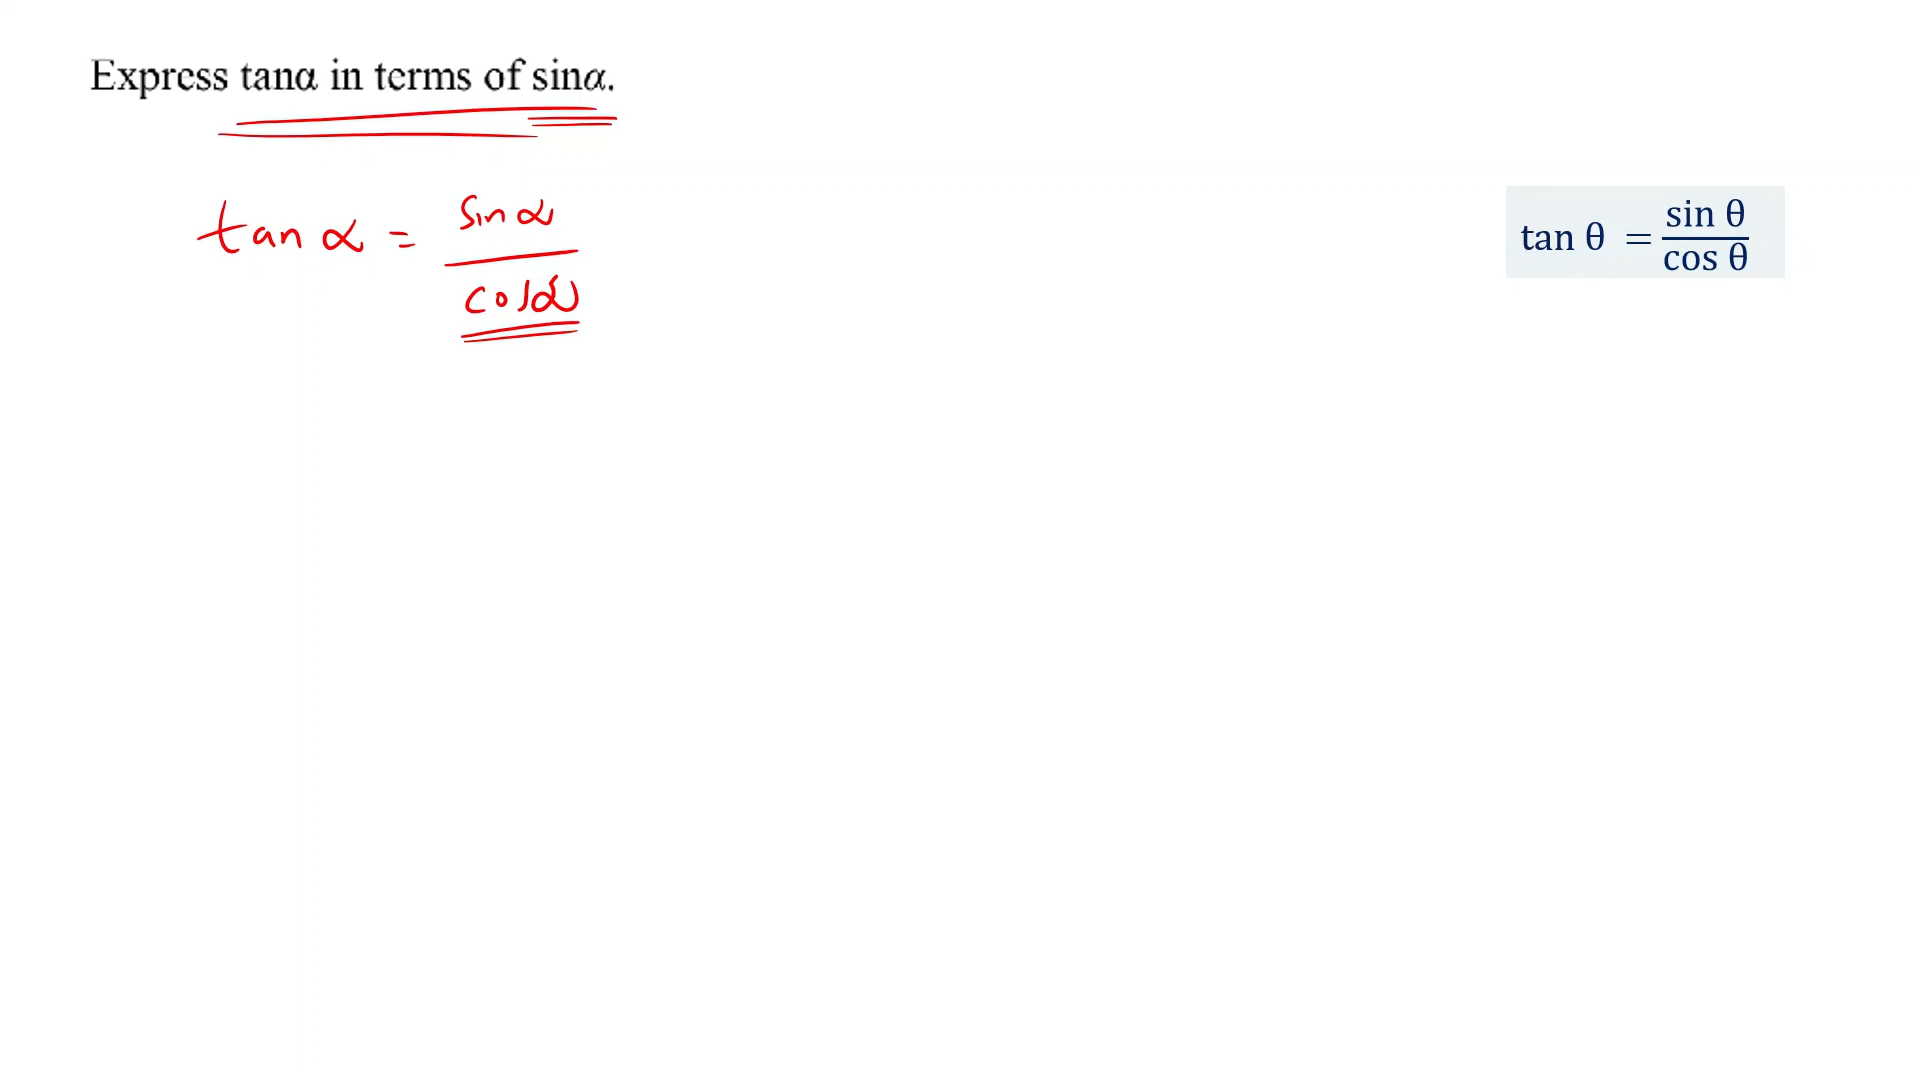 Express tanα in terms of sinα.
tan α = sin α / cos α
tan θ = sin θ / cos θ